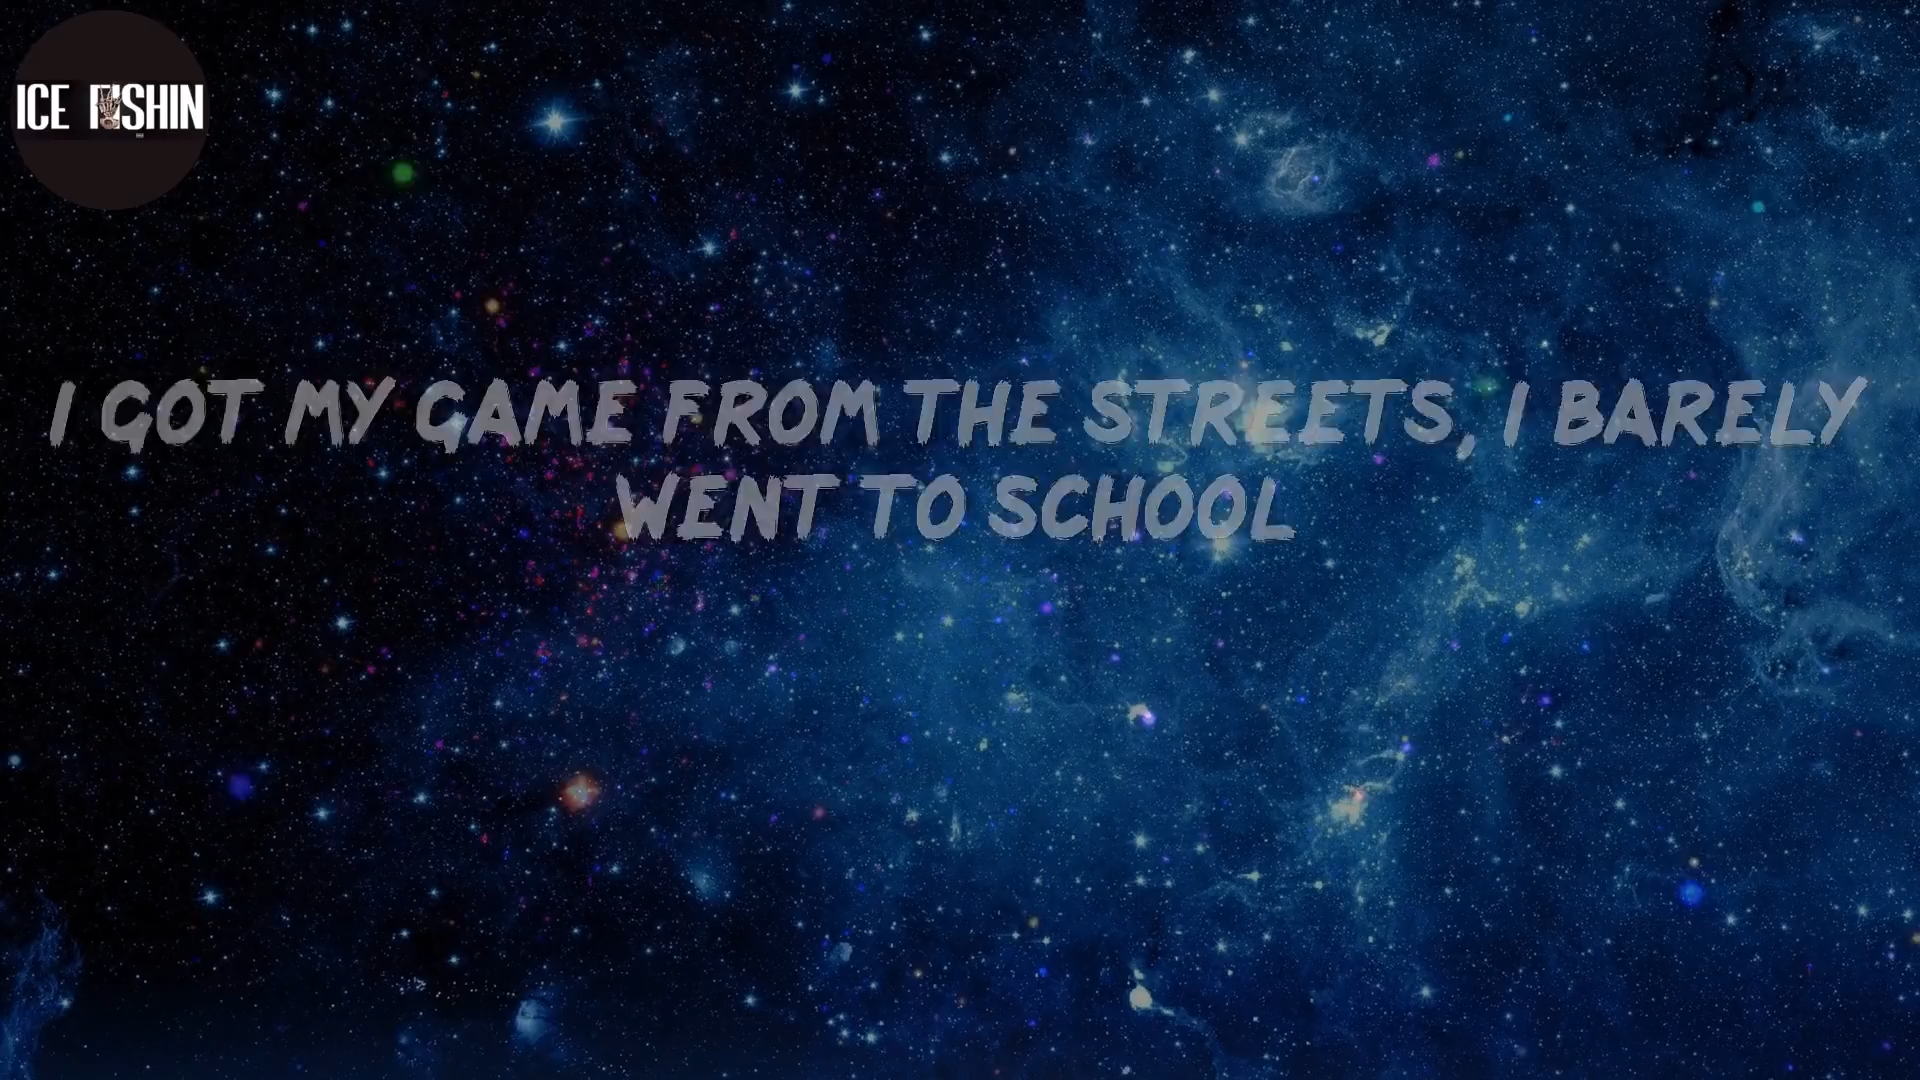 ICE FISHIN
I GOT MY GAME FROM THE STREETS, I BARELY
WENT TO SCHOOL